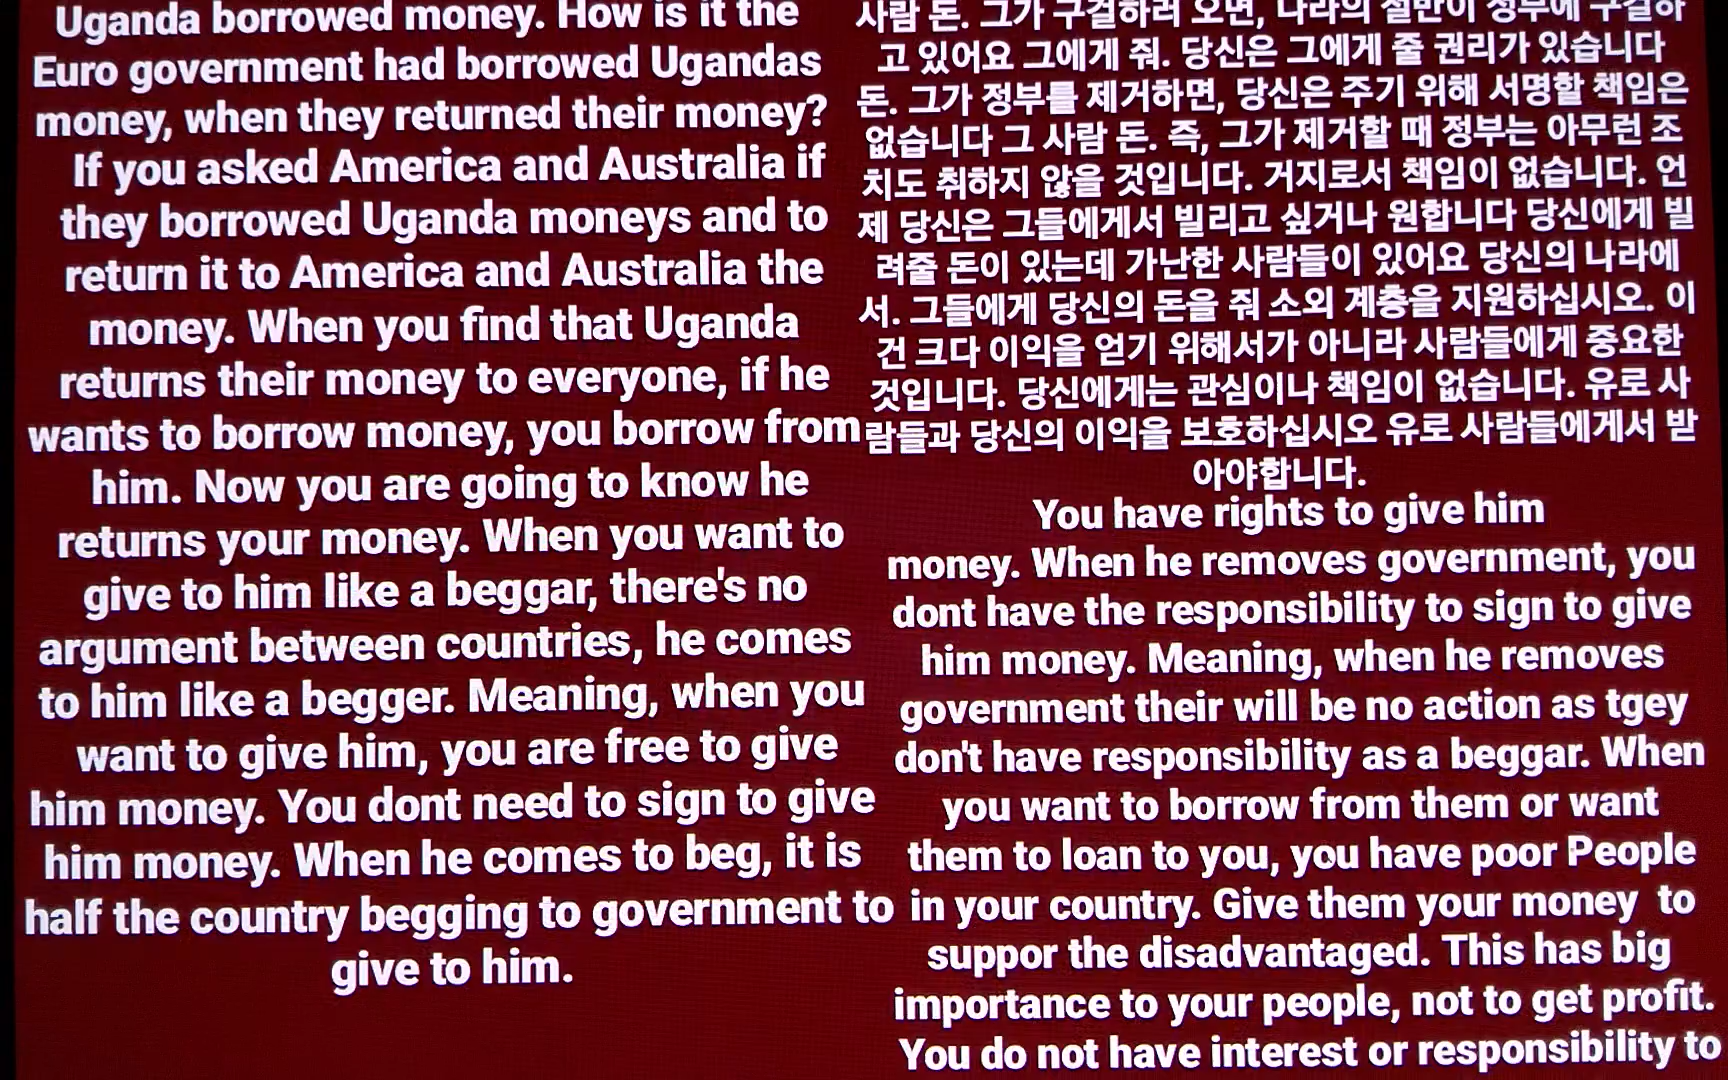 Uganda borrowed money. How is it the
Euro government had borrowed Ugandas
money, when they returned their money?
If you asked America and Australia if
they borrowed Uganda moneys and to
return it to America and Australia the
money. When you find that Uganda
returns their money to everyone, if he
wants to borrow money, you borrow from
him. Now you are going to know he
returns your money. When you want to
give to him like a beggar, there's no
argument between countries, he comes
to him like a begger. Meaning, when you
want to give him, you are free to give
him money. You dont need to sign to give
him money. When he comes to beg, it is
half the country begging to government to
give to him.
사람 돈. 그가 구걸하러 오면, 나라의 절반이 정부에 구걸하
고 있어요 그에게 줘. 당신은 그에게 줄 권리가 있습니다
돈. 그가 정부를 제거하면, 당신은 주기 위해 서명할 책임은
없습니다 그 사람 돈. 즉, 그가 제거할 때 정부는 아무런 조
치도 취하지 않을 것입니다. 거지로서 책임이 없습니다. 언
제 당신은 그들에게서 빌리고 싶거나 원합니다 당신에게 빌
려줄 돈이 있는데 가난한 사람들이 있어요 당신의 나라에
서. 그들에게 당신의 돈을 줘 소외 계층을 지원하십시오. 이
건 크다 이익을 얻기 위해서가 아니라 사람들에게 중요한
것입니다. 당신에게는 관심이나 책임이 없습니다. 유로 사
람들과 당신의 이익을 보호하십시오 유로 사람들에게서 받
아야합니다.
You have rights to give him
money. When he removes government, you
dont have the responsibility to sign to give
him money. Meaning, when he removes
government their will be no action as tgey
don't have responsibility as a beggar. When
you want to borrow from them or want
them to loan to you, you have poor People
in your country. Give them your money to
suppor the disadvantaged. This has big
importance to your people, not to get profit.
You do not have interest or responsibility to